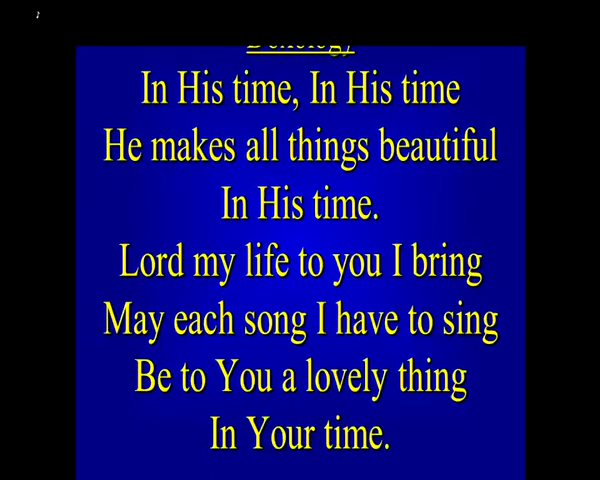 Doxology
In His time, In His time
He makes all things beautiful
In His time.
Lord my life to you I bring
May each song I have to sing
Be to You a lovely thing
In Your time.